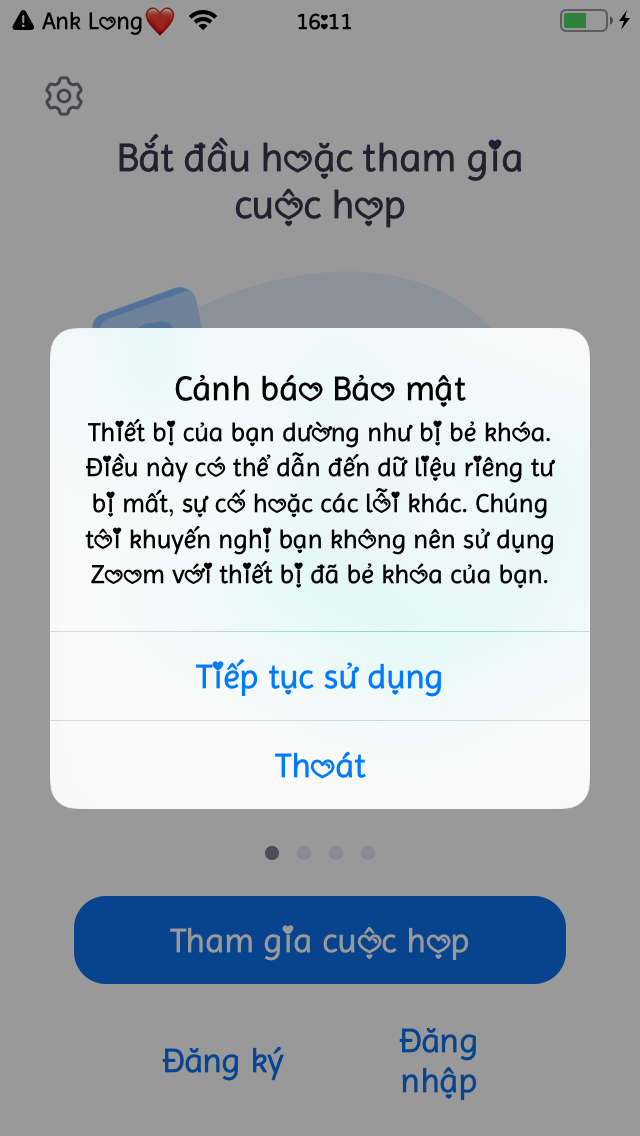 Ank Long❤️
16:11
Bắt đầu hoặc tham gia
cuộc họp
Cảnh báo Bảo mật
Thiết bị của bạn dường như bị bẻ khóa.
Điều này có thể dẫn đến dữ liệu riêng tư
bị mất, sự cố hoặc các lỗi khác. Chúng
tôi khuyến nghị bạn không nên sử dụng
Zoom với thiết bị đã bẻ khóa của bạn.
Tiếp tục sử dụng
Thoát
Tham gia cuộc họp
Đăng ký
Đăng
nhập